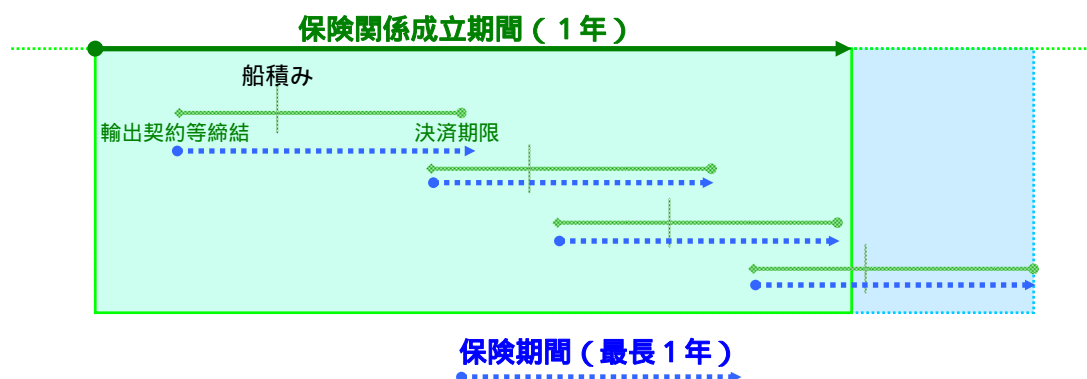 保険関係成立期間（1年）
船積み
輸出契約等締結
決済期限
保険期間（最長1年）